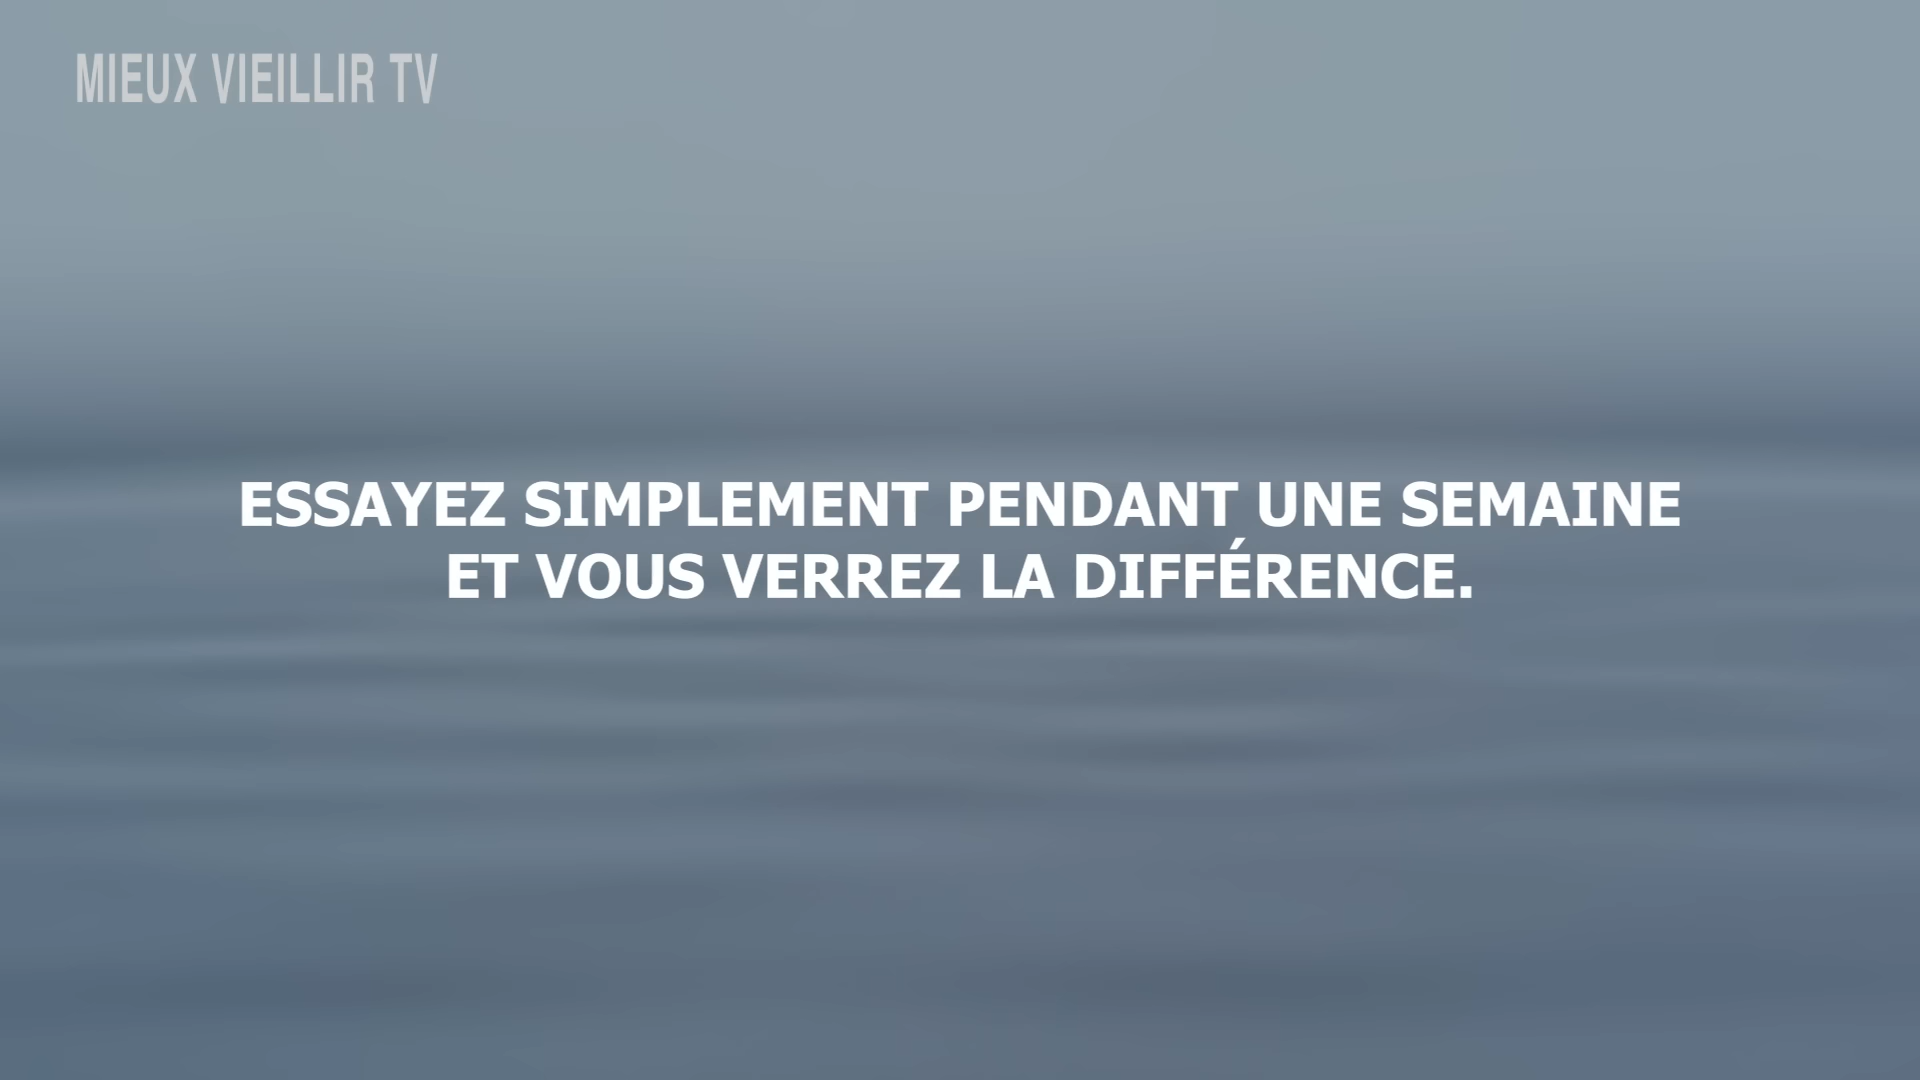 MIEUX VIEILLIR TV
ESSAYEZ SIMPLEMENT PENDANT UNE SEMAINE
ET VOUS VERREZ LA DIFFÉRENCE.